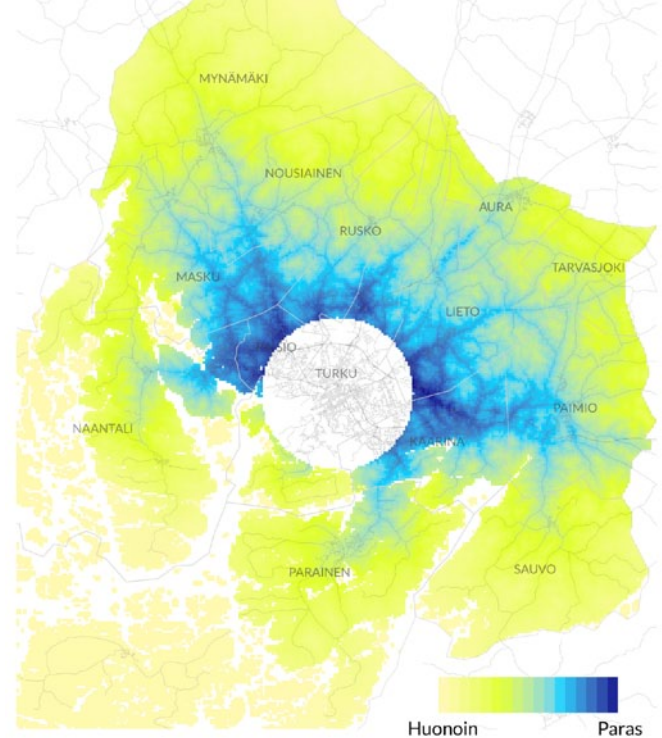 MYNÄMÄKI
NOUSIAINEN
AURA
RUSKO
TARVASJOKI
MASKU
LIETO
TURKU
PAIMIO
NAANTALI
KAARINA
SAUVO
PARAINEN
Huonoin Paras